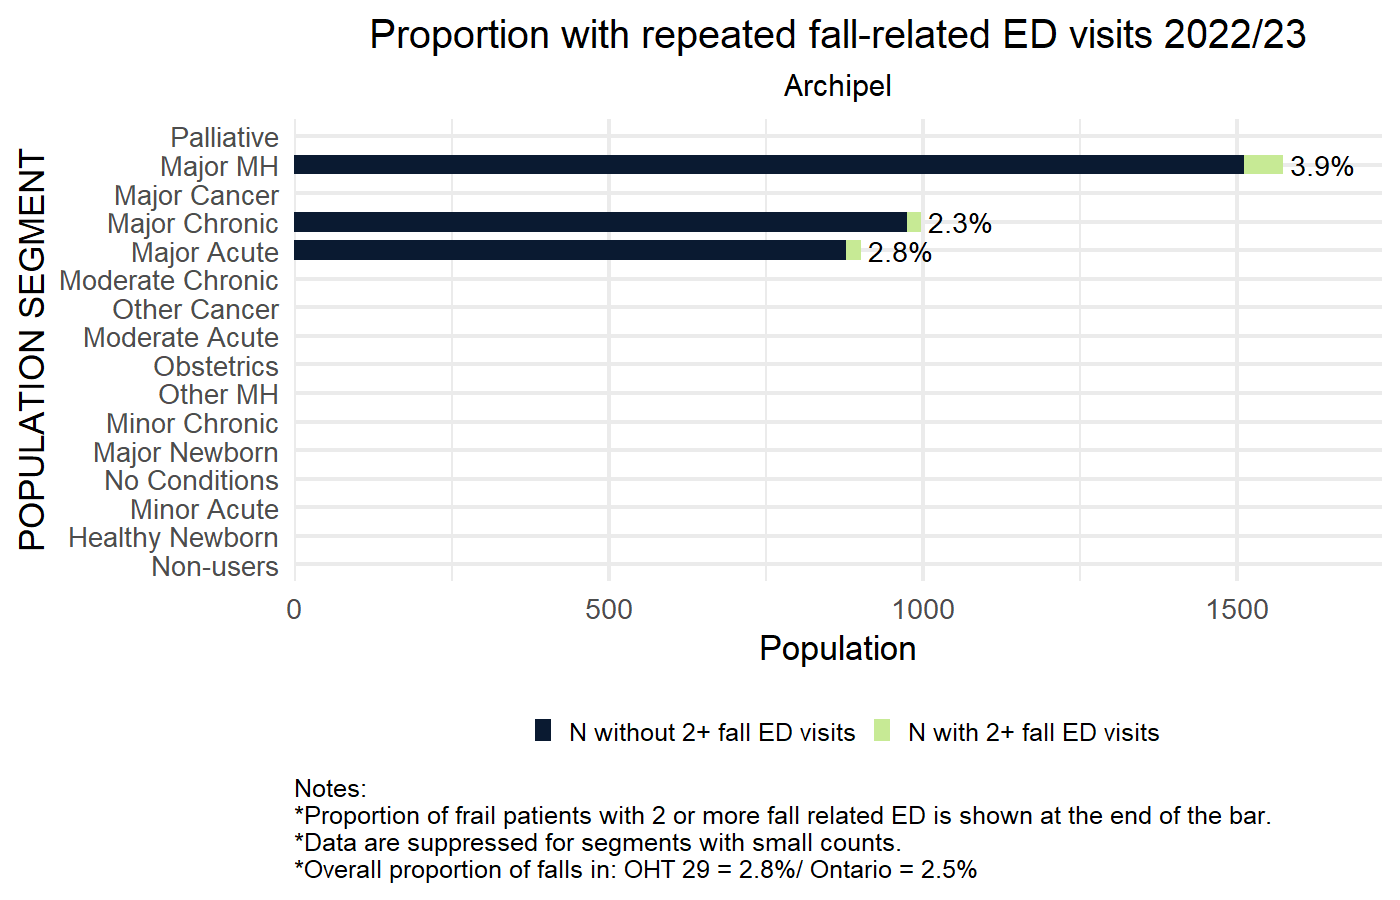 Proportion with repeated fall-related ED visits 2022/23
Archipel
POPULATION SEGMENT
Palliative
Major MH
3.9%
Major Cancer
Major Chronic
2.3%
Major Acute
2.8%
Moderate Chronic
Other Cancer
Moderate Acute
Obstetrics
Other MH
Minor Chronic
Major Newborn
No Conditions
Minor Acute
Healthy Newborn
Non-users
0 500 1000 1500
Population
N without 2+ fall ED visits N with 2+ fall ED visits
Notes:
*Proportion of frail patients with 2 or more fall related ED is shown at the end of the bar.
*Data are suppressed for segments with small counts.
*Overall proportion of falls in: OHT 29 = 2.8%/ Ontario = 2.5%